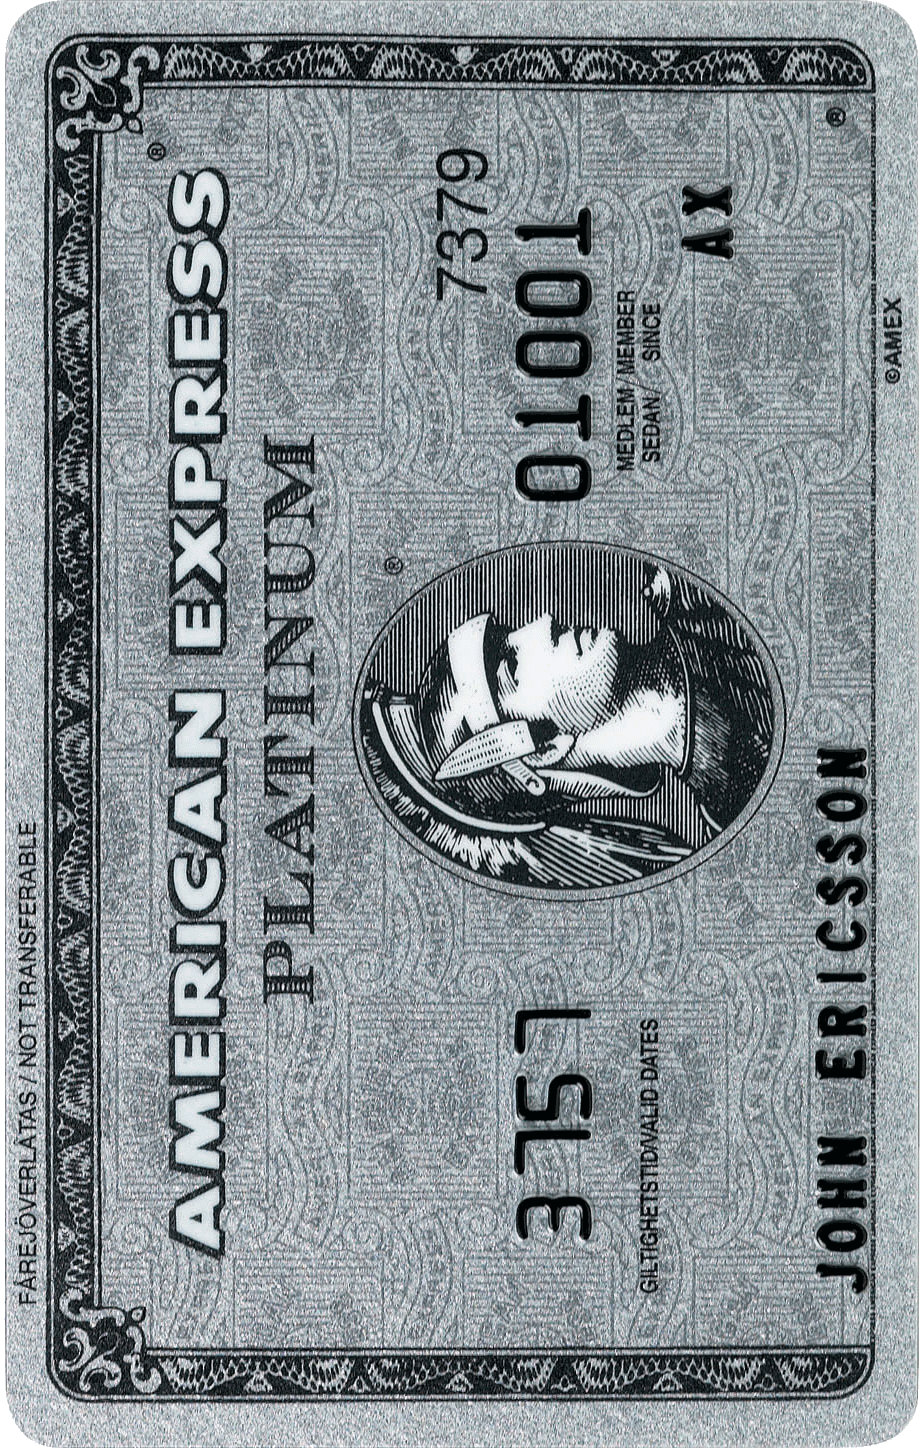 FÅREJÖVERLÅTAS / NOT TRANSFERABLE
AMERICAN EXPRESS®
PLATINUM
®
7379
3757 01001
GILTIGHETSTID/VALID DATES
MEDLEM/ MEMBER
SEDAN/ SINCE
AX
JOHN ERICSSON
®
©AMEX